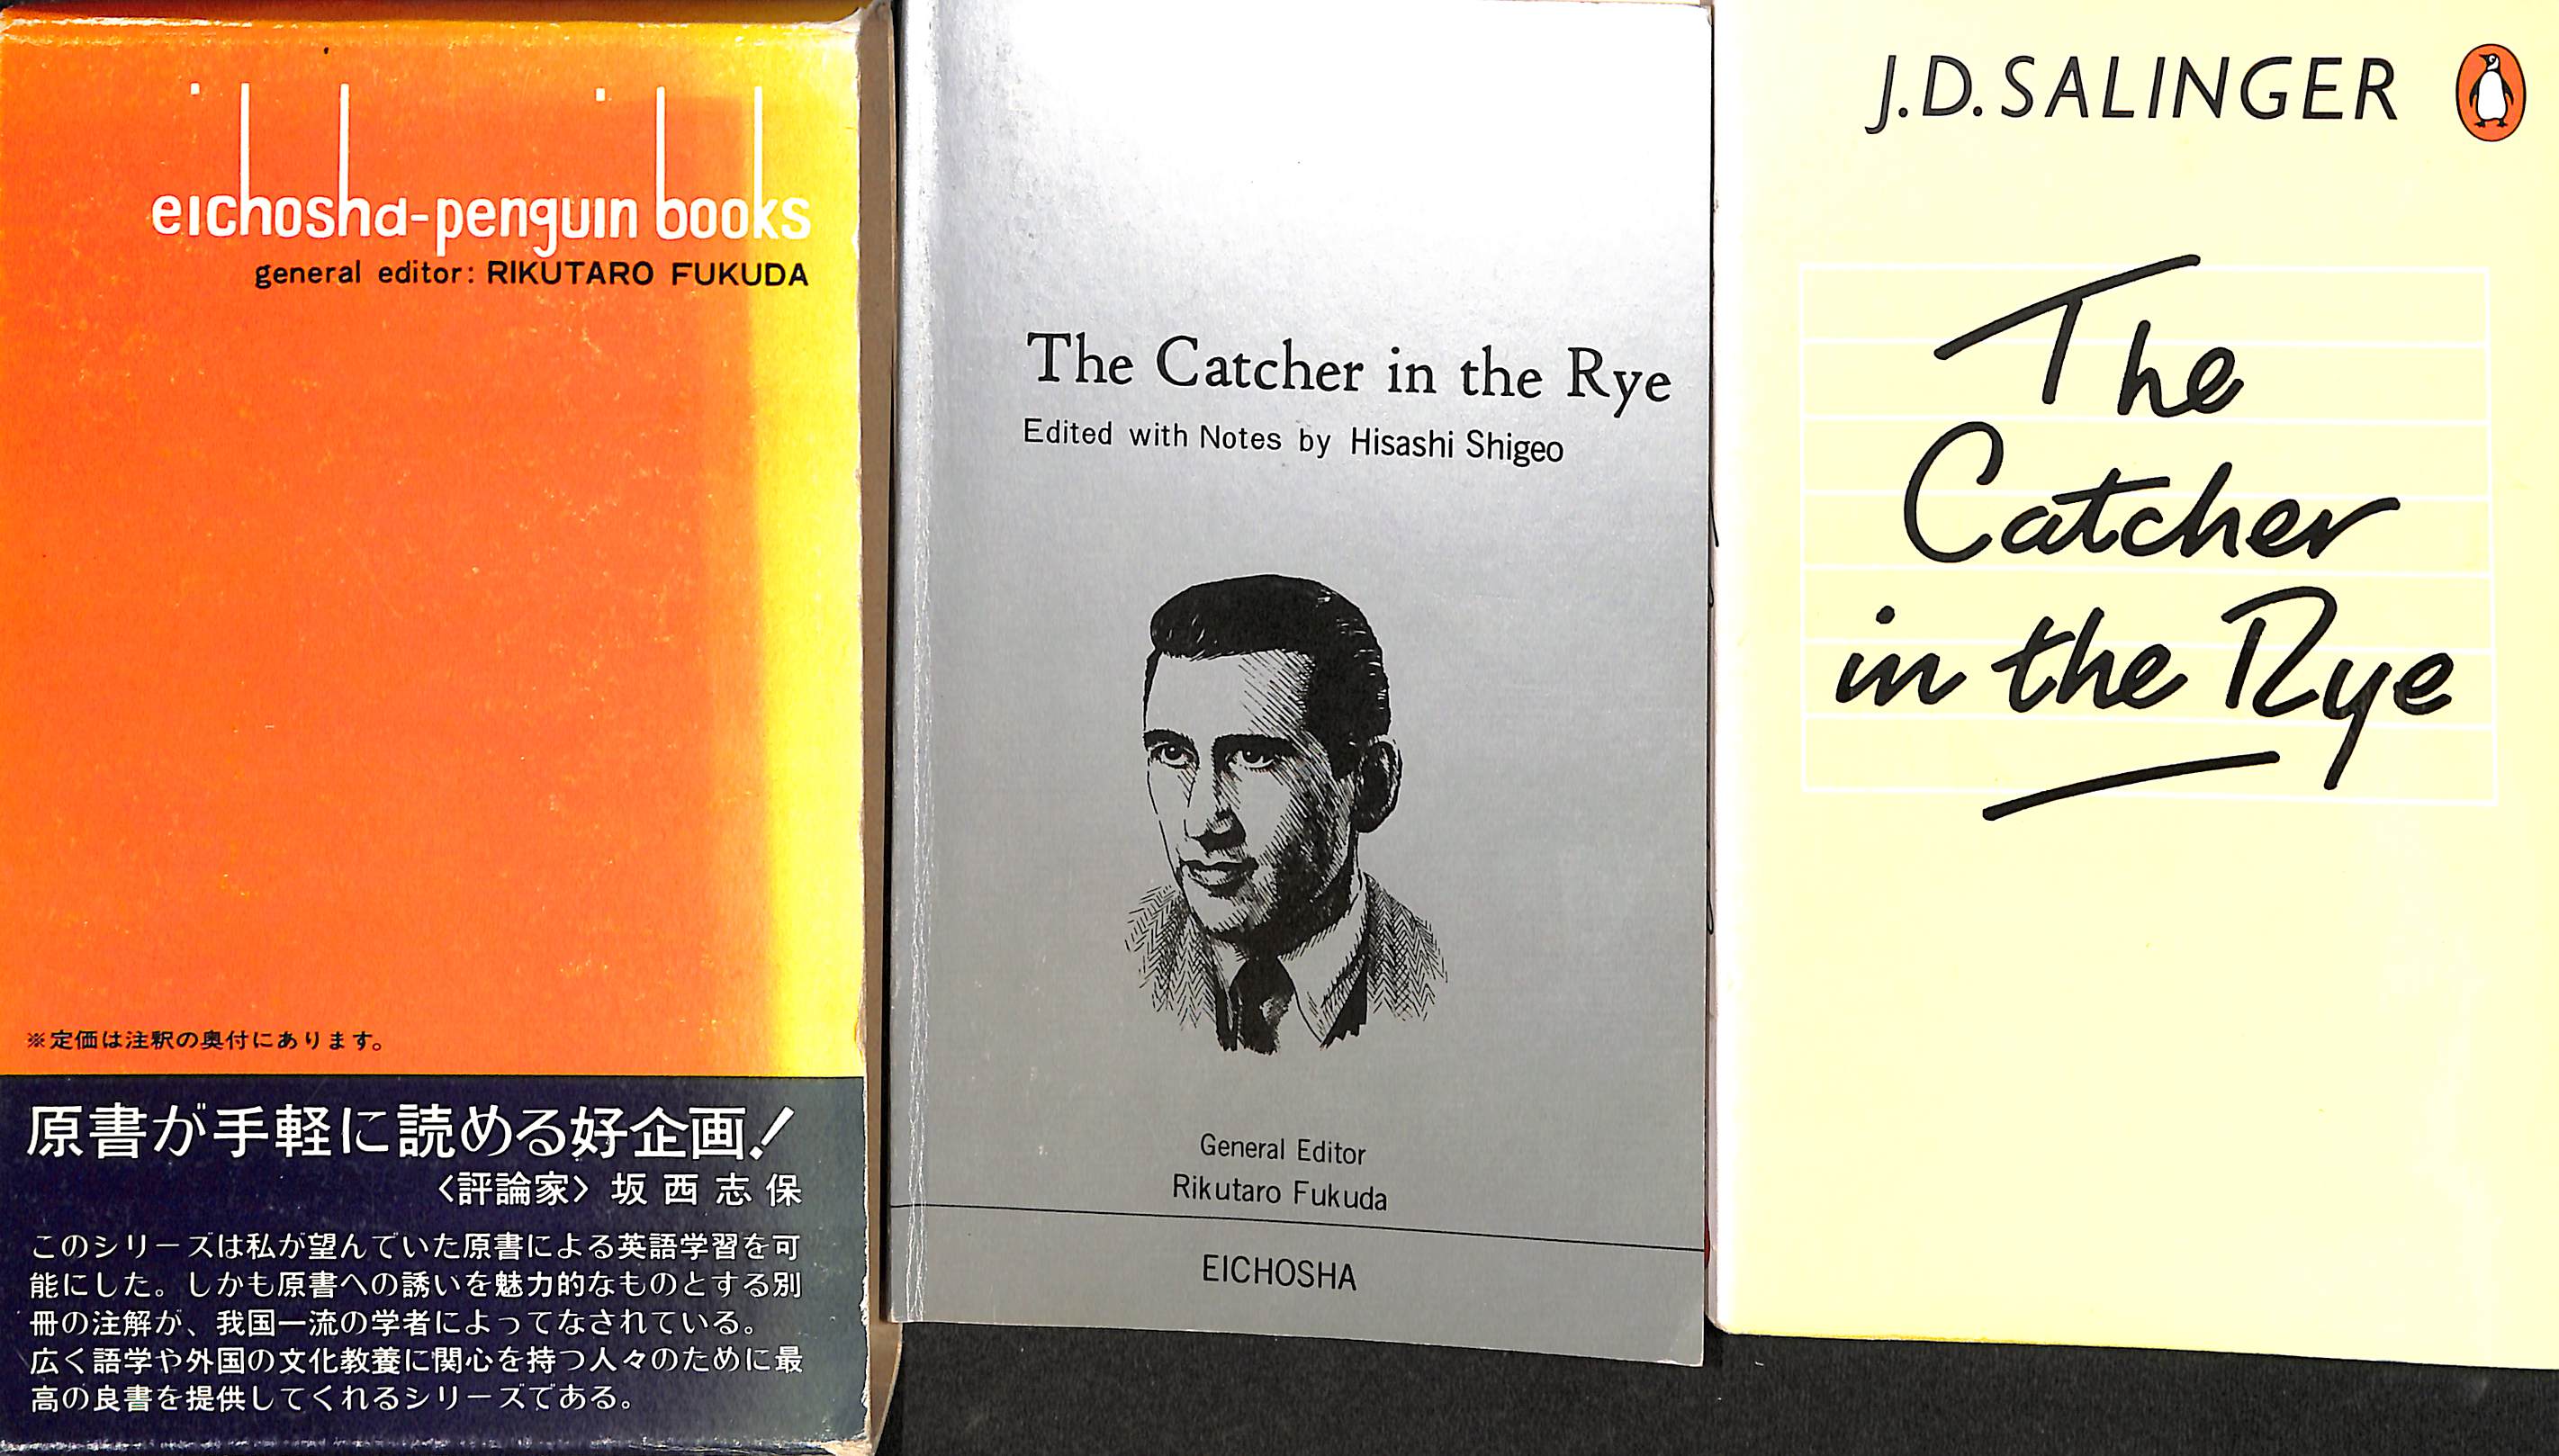 eichosha-penguin books
general editor: RIKUTARO FUKUDA
※定価は注釈の奥付にあります。
原書が手軽に読める好企画!
〈評論家〉坂西志保
このシリーズは私が望んでいた原書による英語学習を可
能にした。しかも原書への誘いを魅力的なものとする別
冊の注解が、我国一流の学者によってなされている。
広く語学や外国の文化教養に関心を持つ人々のために最
高の良書を提供してくれるシリーズである。
The Catcher in the Rye
Edited with Notes by Hisashi Shigeo
General Editor
Rikutaro Fukuda
EICHOSHA
J.D. SALINGER
The
Catcher
in the Rye